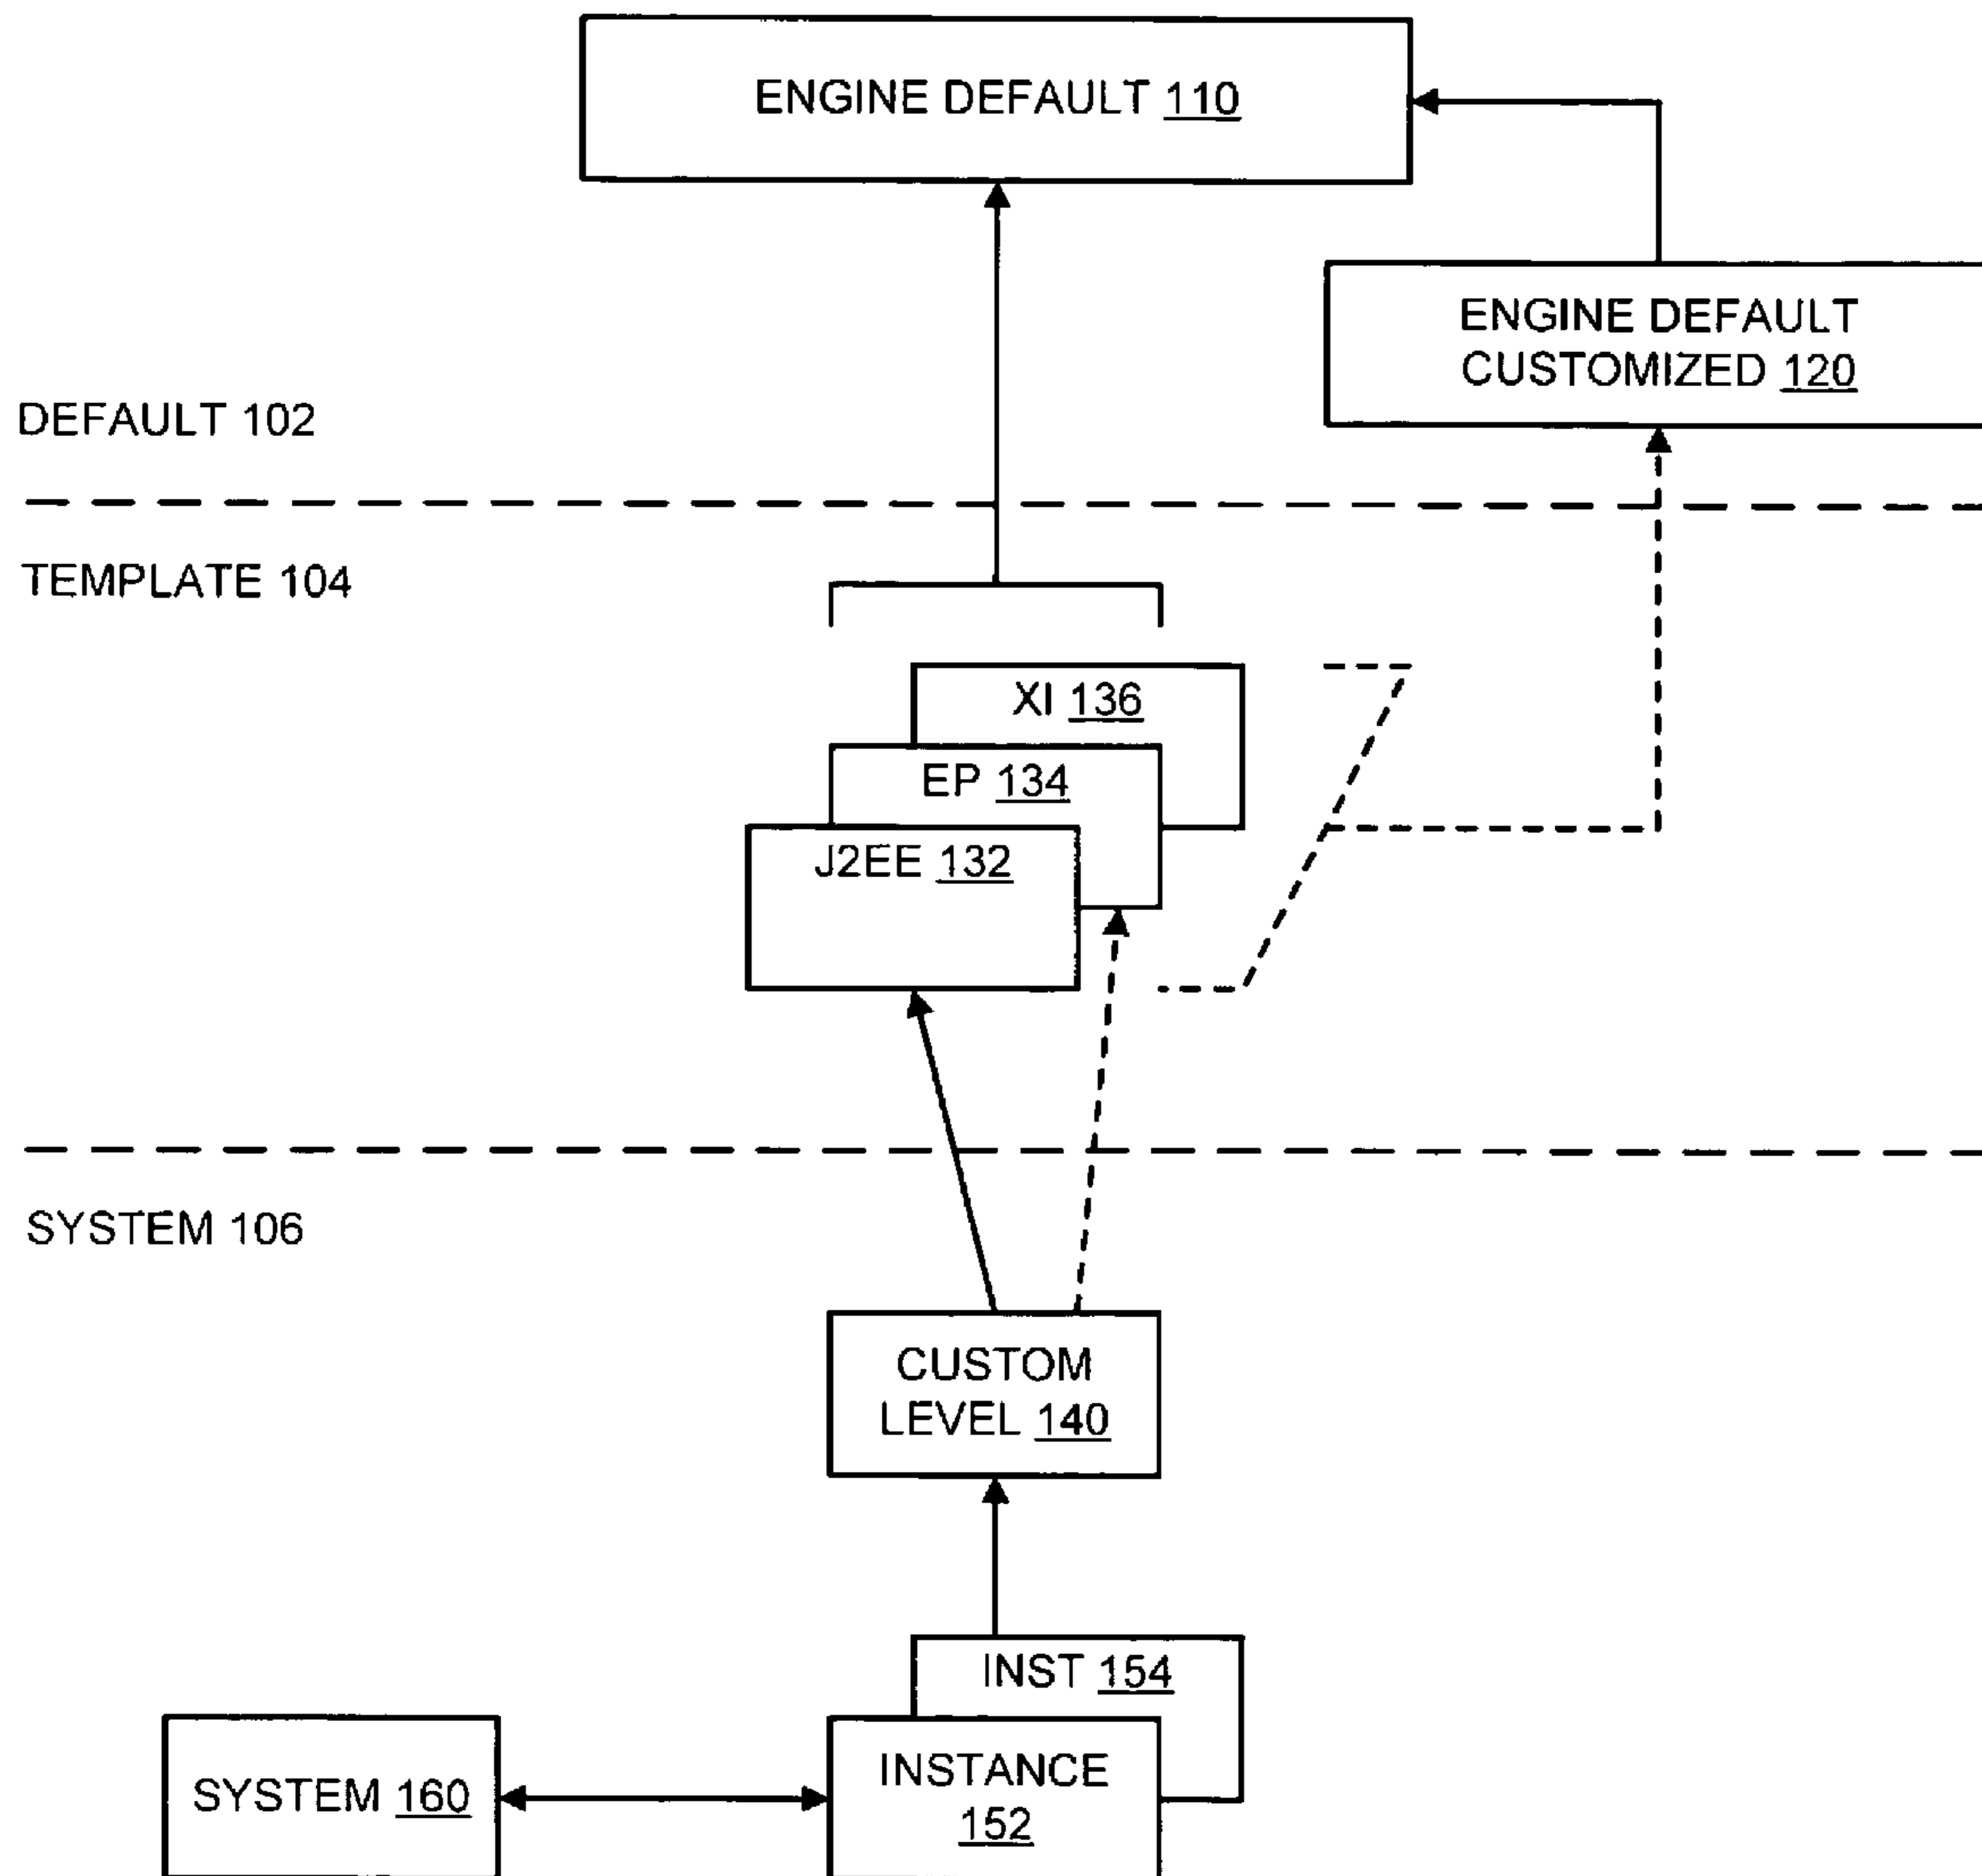 ENGINE DEFAULT 110
ENGINE DEFAULT
CUSTOMIZED 120
DEFAULT 102
TEMPLATE 104
XI 136
EP 134
J2EE 132
SYSTEM 106
CUSTOM
LEVEL 140
INST 154
INSTANCE
152
SYSTEM 160